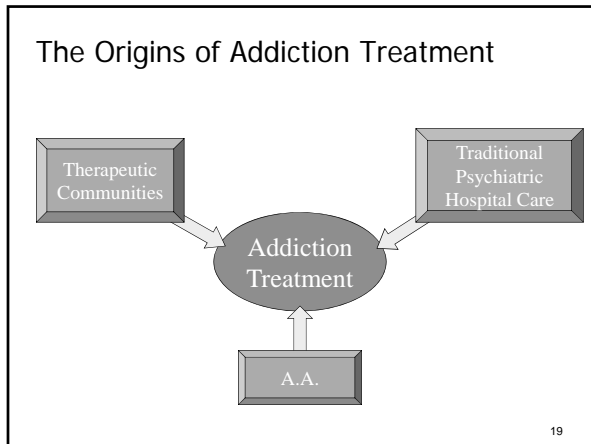 The Origins of Addiction Treatment
Therapeutic
Communities
Traditional
Psychiatric
Hospital Care
Addiction
Treatment
A.A.
19